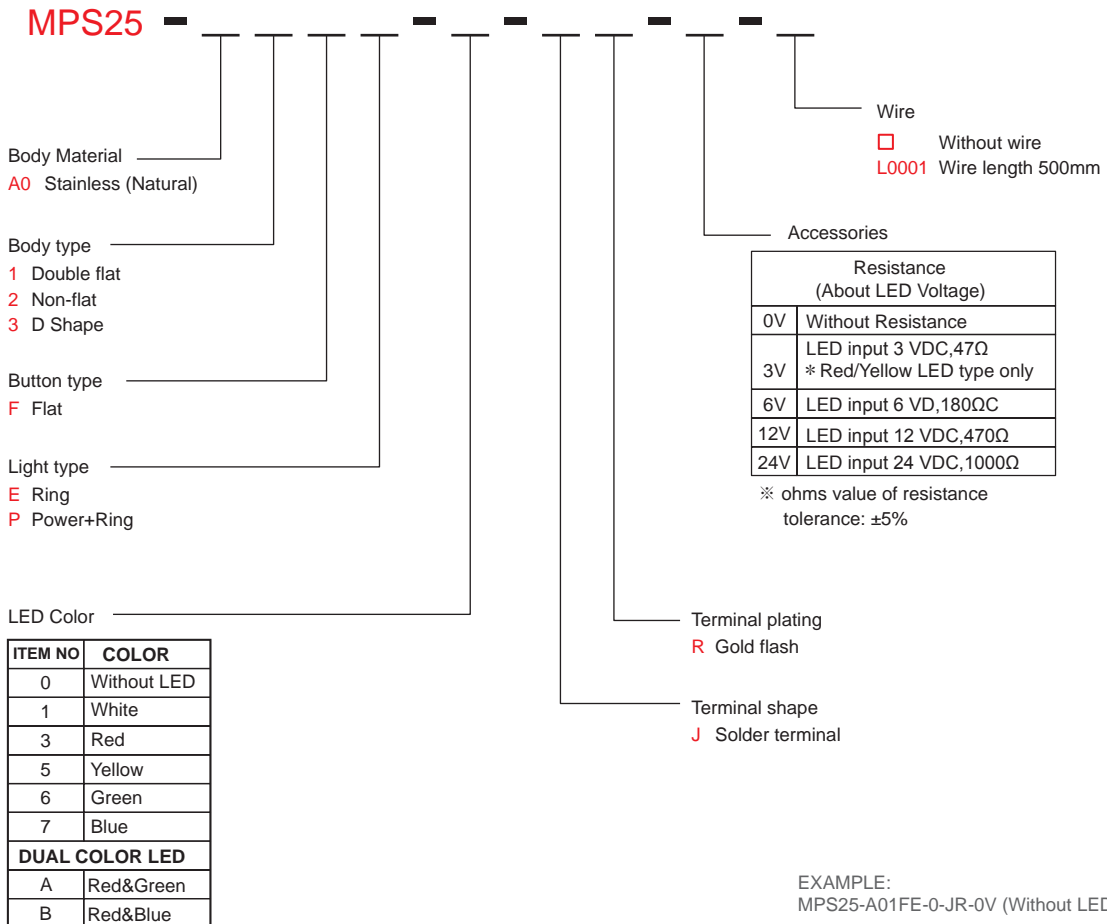 MPS25
Body Material
A0 Stainless (Natural)
Body type
1 Double flat
2 Non-flat
3 D Shape
Button type
F Flat
Light type
E Ring
P Power+Ring
LED Color
ITEM NO COLOR
0 Without LED
1 White
3 Red
5 Yellow
6 Green
7 Blue
DUAL COLOR LED
A Red&Green
B Red&Blue
Wire
□ Without wire
L0001 Wire length 500mm
Accessories
Resistance
(About LED Voltage)
0V Without Resistance
3V LED input 3 VDC,47Ω
＊Red/Yellow LED type only
6V LED input 6 VD,180ΩC
12V LED input 12 VDC,470Ω
24V LED input 24 VDC,1000Ω
※ ohms value of resistance
tolerance: ±5%
Terminal plating
R Gold flash
Terminal shape
J Solder terminal
EXAMPLE:
MPS25-A01FE-0-JR-0V (Without LED